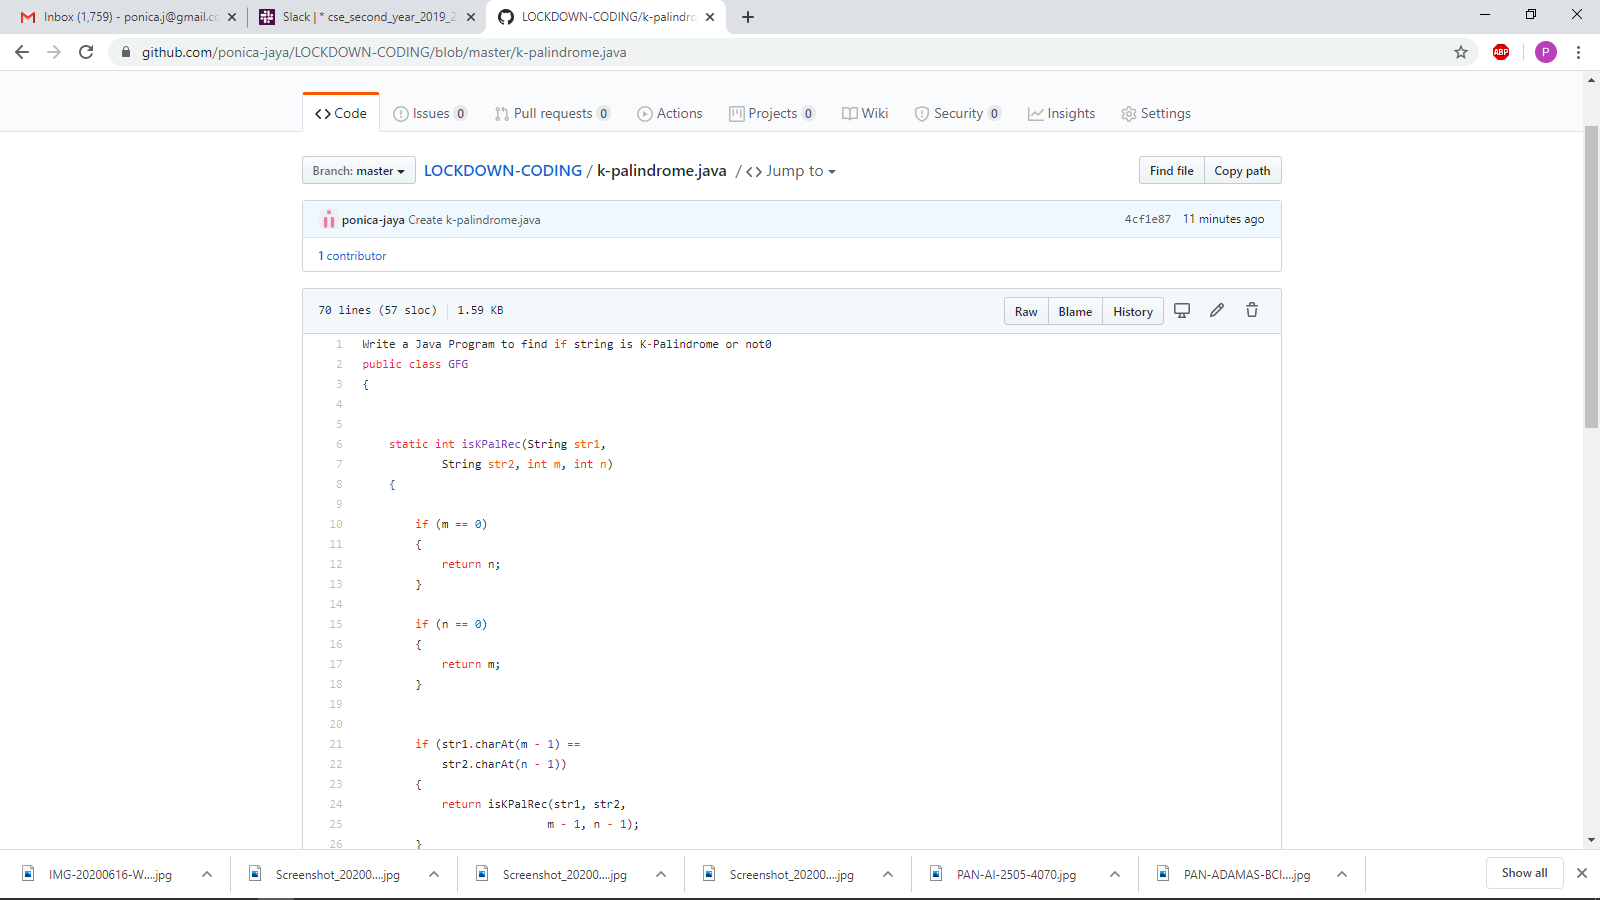 Inbox (1,759) - ponica.j@gmail.cc
Slack | * cse_second_year_2019_2
LOCKDOWN-CODING/k-palindro
github.com/ponica-jaya/LOCKDOWN-CODING/blob/master/k-palindrome.java
ABP
P
Code Issues 0 Pull requests 0 Actions Projects 0 Wiki Security 0 Insights Settings
Branch: master LOCKDOWN-CODING / k-palindrome.java / <> Jump to Find file Copy path
ponica-jaya Create k-palindrome.java 4cf1e87 11 minutes ago
1 contributor
70 lines (57 sloc) 1.59 KB Raw Blame History
1 Write a Java Program to find if string is K-Palindrome or not0
2 public class GFG
3 {
4
5
6 static int isKPalRec(String str1,
7 String str2, int m, int n)
8 {
9
10 if (m == 0)
11 {
12 return n;
13 }
14
15 if (n == 0)
16 {
17 return m;
18 }
19
20
21 if (str1.charAt(m - 1) ==
22 str2.charAt(n - 1))
23 {
24 return isKPalRec(str1, str2,
25 m - 1, n - 1);
26 }
IMG-20200616-W....jpg Screenshot_20200....jpg Screenshot_20200....jpg Screenshot_20200....jpg PAN-AI-2505-4070.jpg PAN-ADAMAS-BCI....jpg Show all